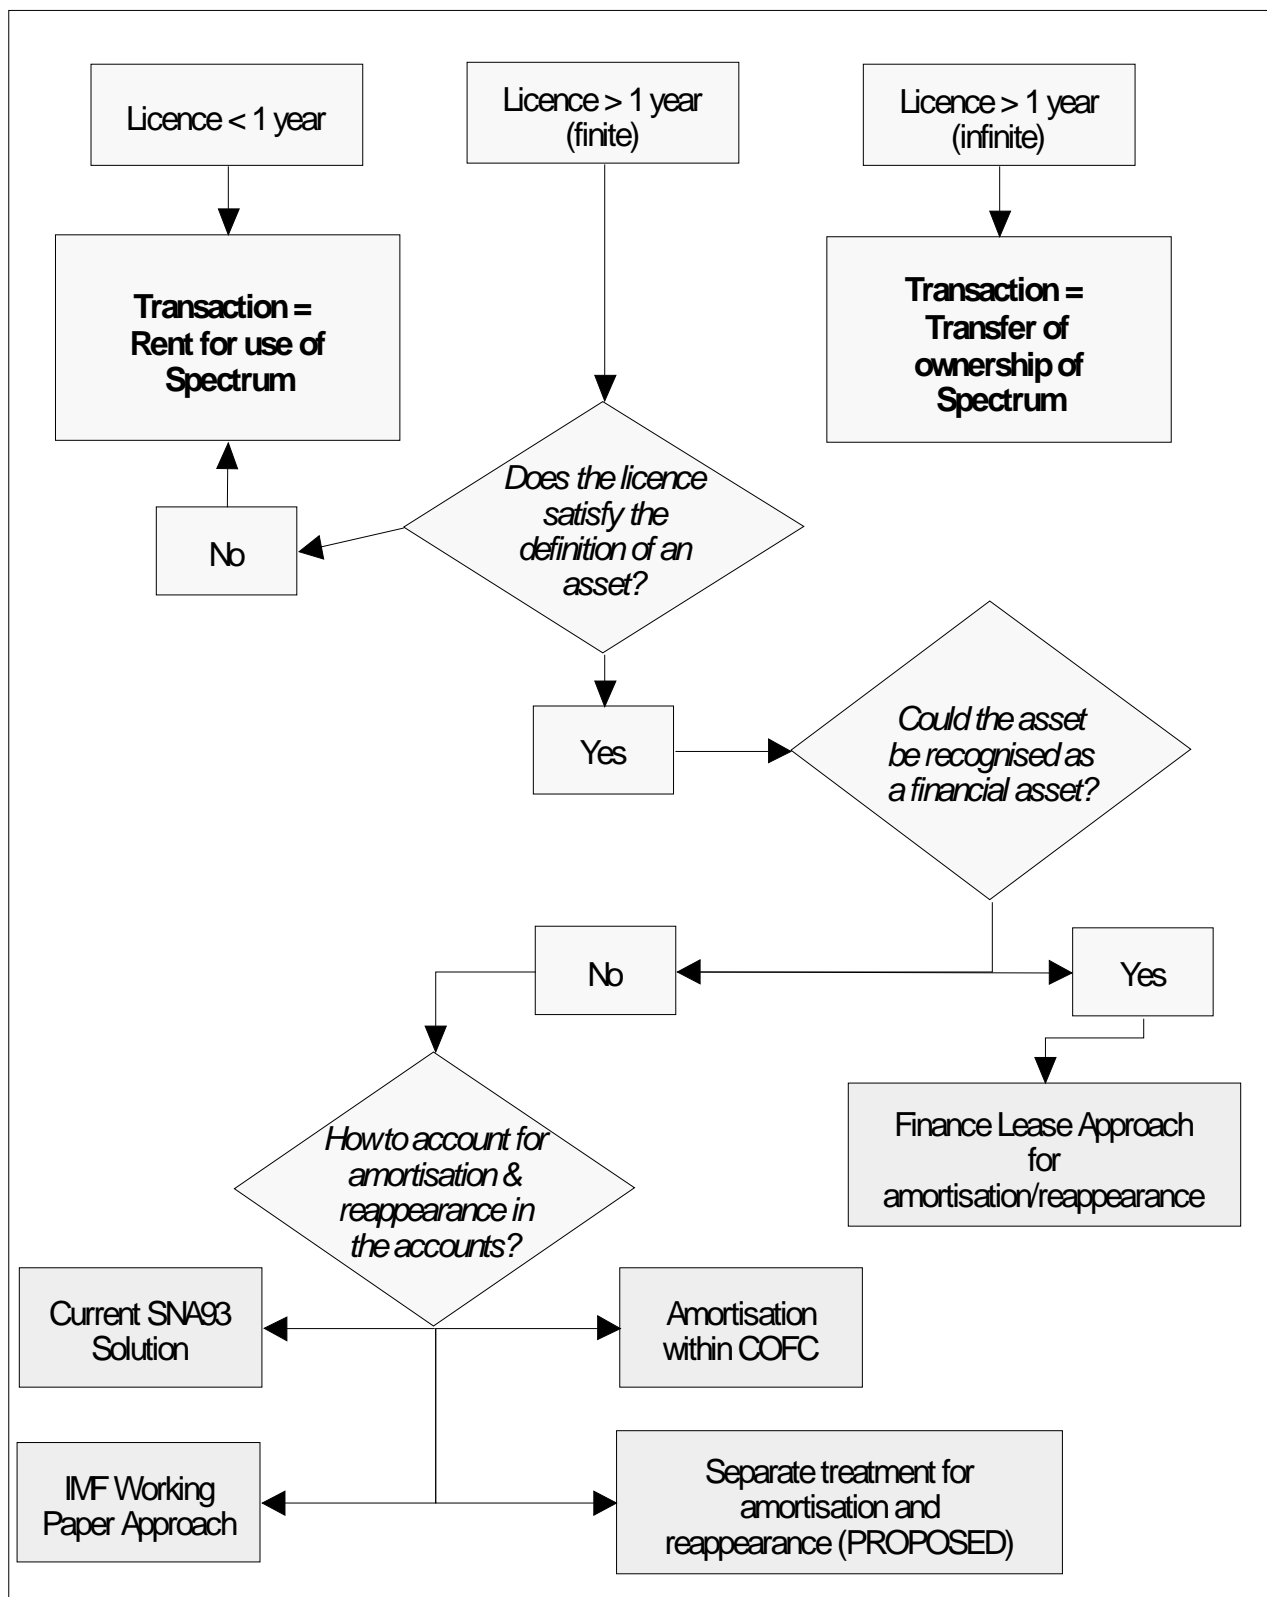 Licence < 1 year
Licence > 1 year
(finite)
Licence > 1 year
(infinite)
Transaction =
Rent for use of
Spectrum
Transaction =
Transfer of
ownership of
Spectrum
Does the licence
satisfy the
definition of an
asset?
No
Yes
Could the asset
be recognised as
a financial asset?
No
Yes
How to account for
amortisation &
reappearance in
the accounts?
Finance Lease Approach
for
amortisation/reappearance
Current SNA93
Solution
Amortisation
within COFC
IMF Working
Paper Approach
Separate treatment for
amortisation and
reappearance (PROPOSED)